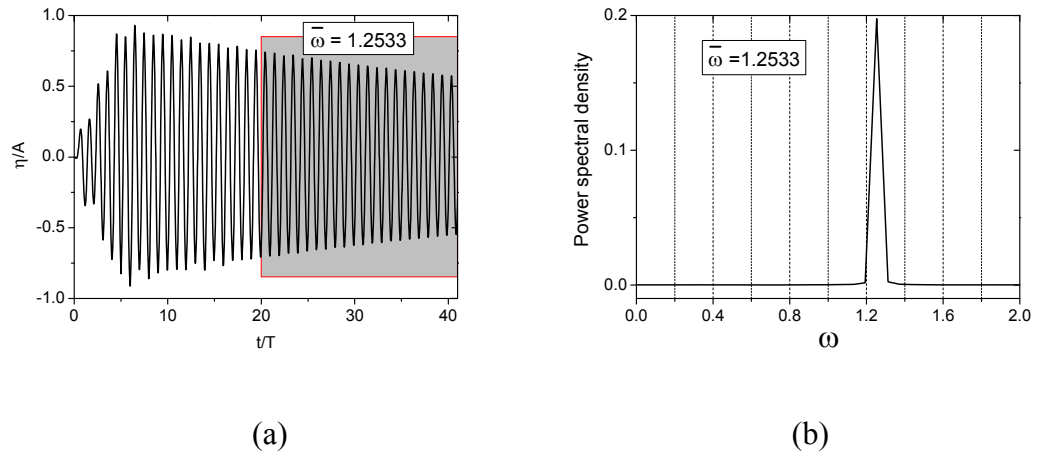 1.0
0.5
0.0
-0.5
-1.0
η/A
ω̅ = 1.2533
0 10 20 30 40
t/T
(a)
0.2
0.1
0.0
Power spectral density
ω̅ =1.2533
0.0 0.4 0.8 1.2 1.6 2.0
ω
(b)